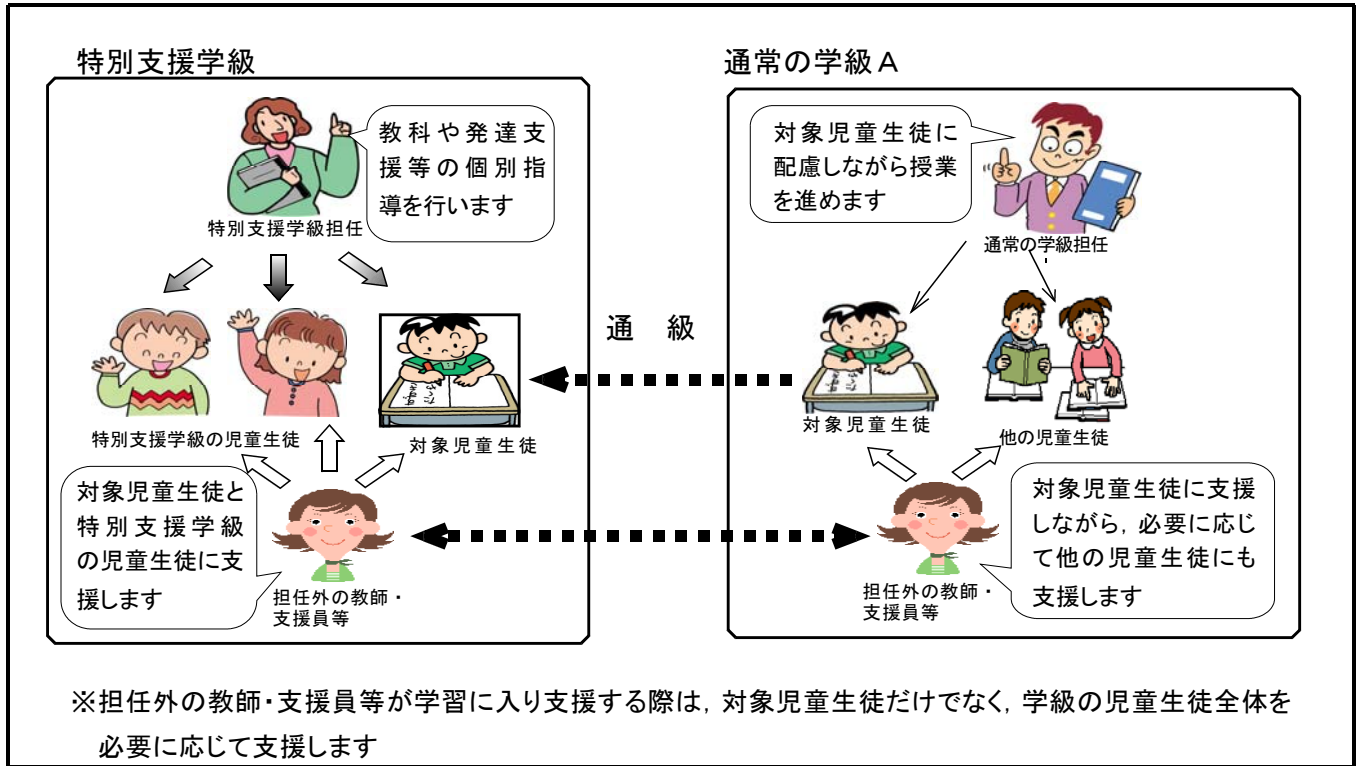 特別支援学級
教科や発達支
援等の個別指
導を行います
特別支援学級担任
特別支援学級の児童生徒
対象児童生徒
対象児童生徒と
特別支援学級
の児童生徒に支
援します
担任外の教師・
支援員等
通　級
通常の学級A
対象児童生徒に
配慮しながら授業
を進めます
通常の学級担任
対象児童生徒
他の児童生徒
対象児童生徒に支援
しながら，必要に応じ
て他の児童生徒にも
支援します
担任外の教師・
支援員等
※担任外の教師・支援員等が学習に入り支援する際は，対象児童生徒だけでなく，学級の児童生徒全体を
必要に応じて支援します